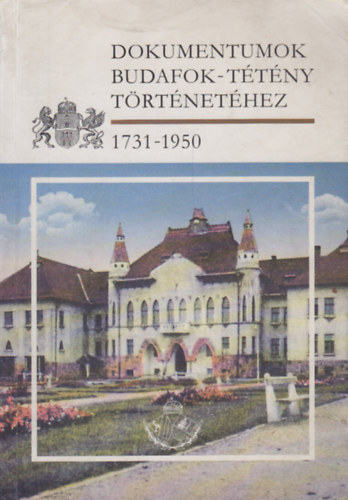 DOKUMENTUMOK
BUDAFOK-TÉTÉNY
TÖRTÉNETÉHEZ
1731-1950